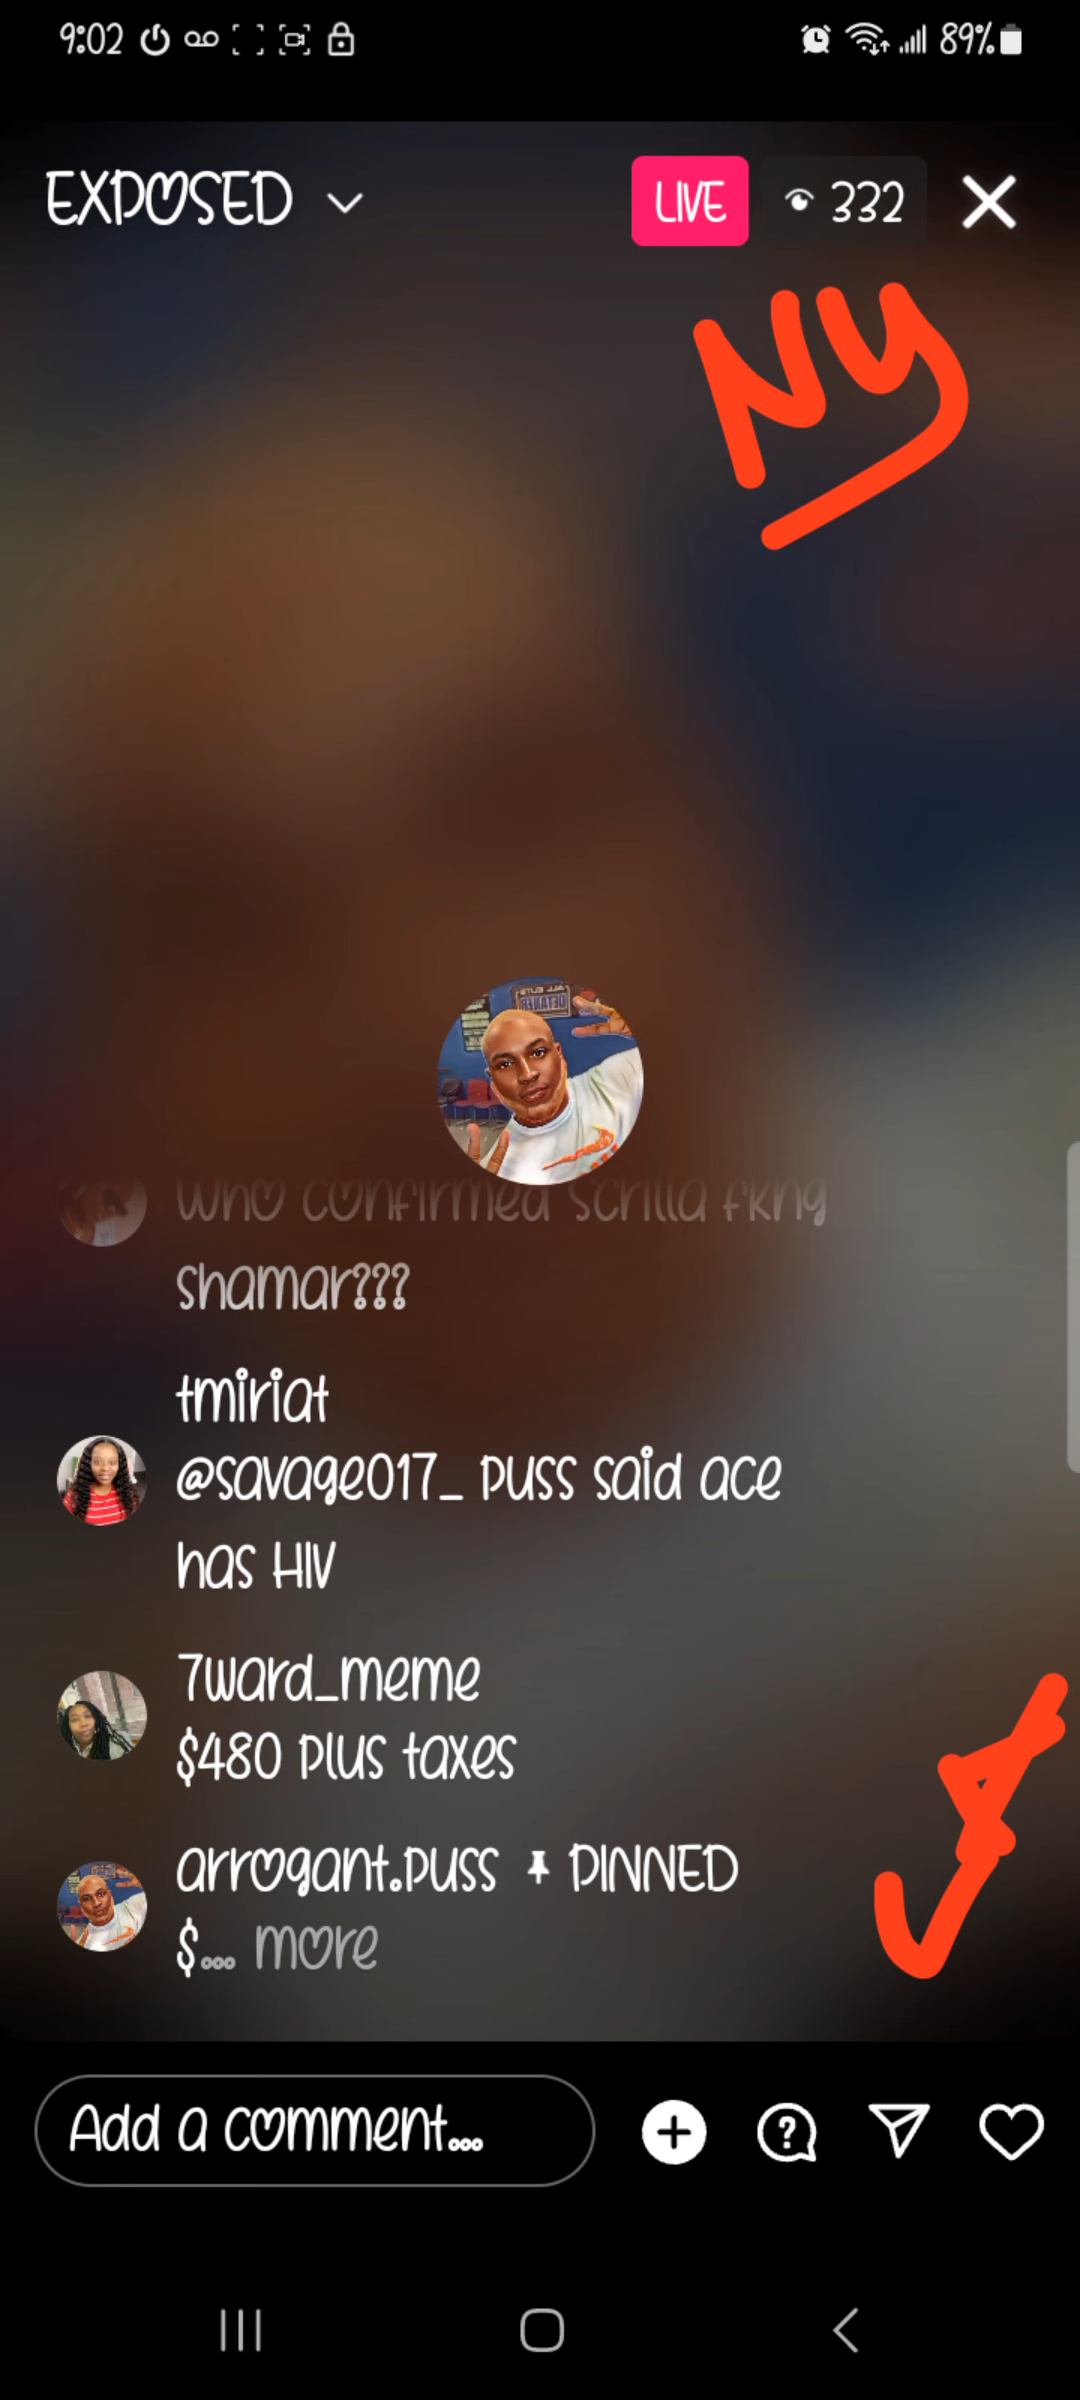 9:02
89%
EXPOSED
LIVE
332
NY
who confirmed scrilla fkng
shamar???
tmiriat
@savage017_ puss said ace
has HIV
7ward_meme
$480 plus taxes
arrogant.puss PINNED
$... more
Add a comment...